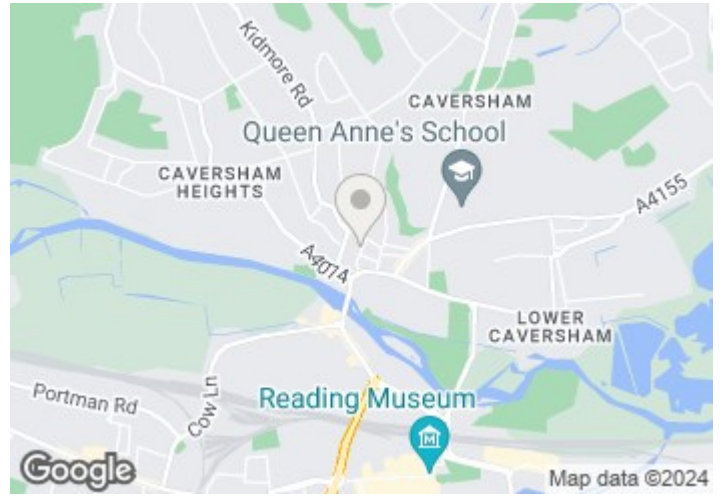 Kidmore Rd
CAVERSHAM
Queen Anne's School
CAVERSHAM
HEIGHTS
A4155
A4074
LOWER
CAVERSHAM
Portman Rd
Cow Ln
Reading Museum
M
Google
Map data ©2024